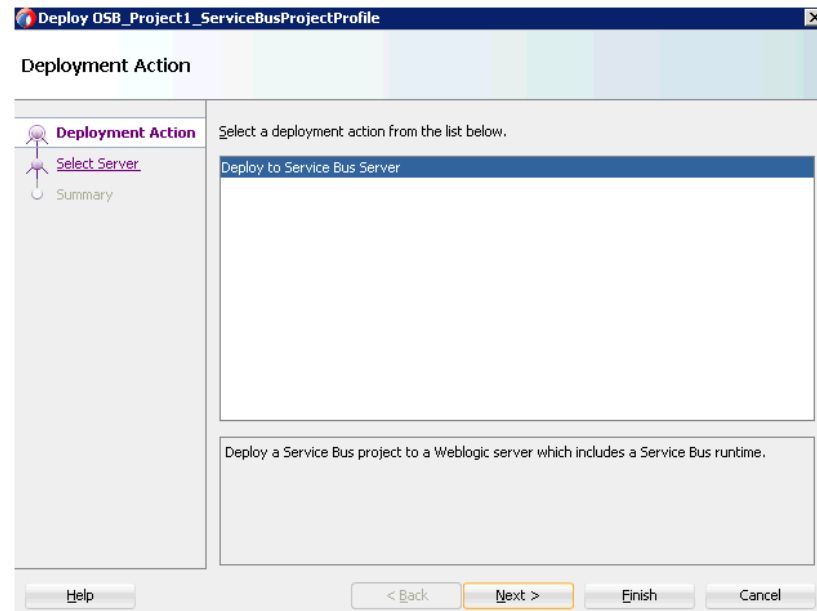 Deploy OSB_Project1_ServiceBusProjectProfile
Deployment Action
Deployment Action
Select Server
Summary
Select a deployment action from the list below.
Deploy to Service Bus Server
Deploy a Service Bus project to a Weblogic server which includes a Service Bus runtime.
Help
< Back
Next >
Finish
Cancel